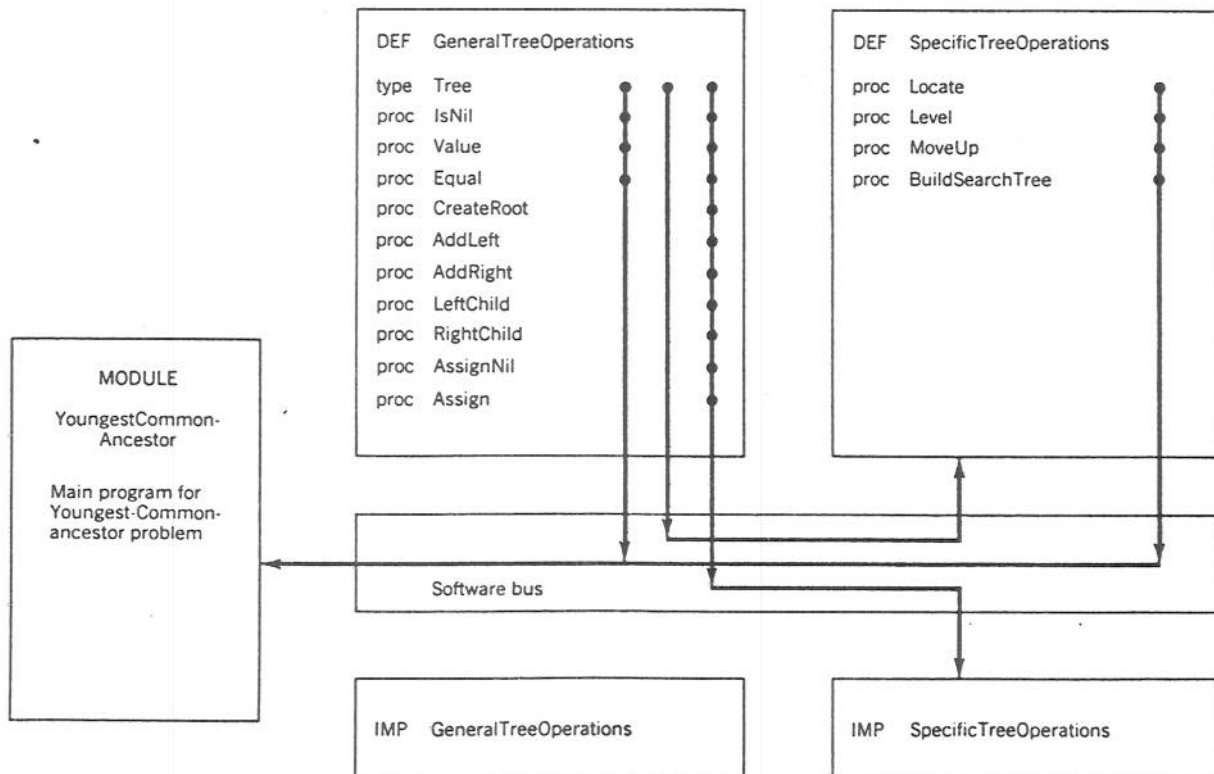 DEF GeneralTreeOperations
type Tree
proc IsNil
proc Value
proc Equal
proc CreateRoot
proc AddLeft
proc AddRight
proc LeftChild
proc RightChild
proc AssignNil
proc Assign
DEF SpecificTreeOperations
proc Locate
proc Level
proc MoveUp
proc BuildSearchTree
MODULE
YoungestCommon-
Ancestor
Main program for
Youngest-Common-
ancestor problem
Software bus
IMP GeneralTreeOperations
IMP SpecificTreeOperations